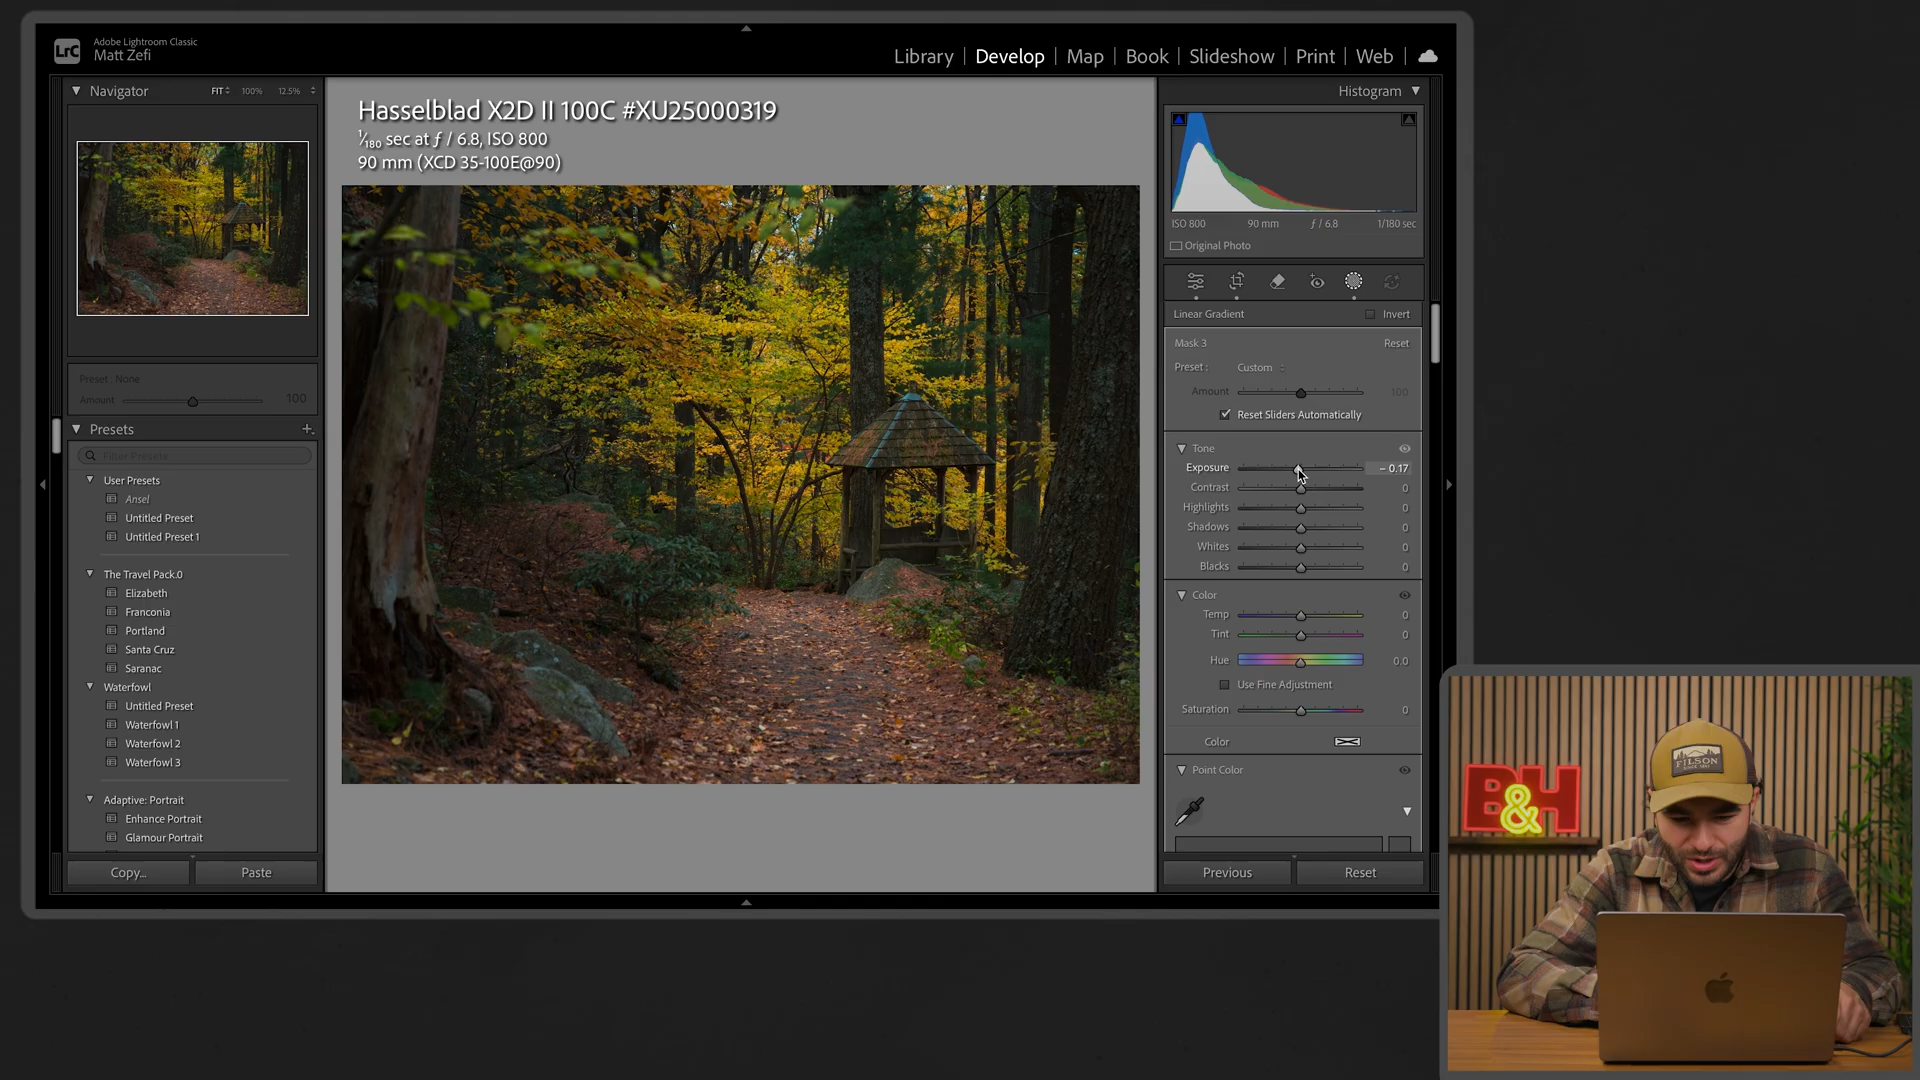 LrC
Adobe Lightroom Classic
Matt Zefi
Library
Develop
Map
Book
Slideshow
Print
Web
Navigator
FIT
100%
12.5%
Preset : None
Amount
100
Presets
Filter Presets
User Presets
Ansel
Untitled Preset
Untitled Preset 1
The Travel Pack.0
Elizabeth
Franconia
Portland
Santa Cruz
Saranac
Waterfowl
Untitled Preset
Waterfowl 1
Waterfowl 2
Waterfowl 3
Adaptive: Portrait
Enhance Portrait
Glamour Portrait
Copy...
Paste
Hasselblad X2D II 100C #XU25000319
1/180 sec at ƒ / 6.8, ISO 800
90 mm (XCD 35-100E@90)
Histogram
ISO 800
90 mm
ƒ / 6.8
1/180 sec
Original Photo
Linear Gradient
Invert
Mask 3
Reset
Preset :
Custom
Amount
100
Reset Sliders Automatically
Tone
Exposure
– 0.17
Contrast
0
Highlights
0
Shadows
0
Whites
0
Blacks
0
Color
Temp
0
Tint
0
Hue
0.0
Use Fine Adjustment
Saturation
0
Color
Point Color
Previous
Reset
B&H
FILSON